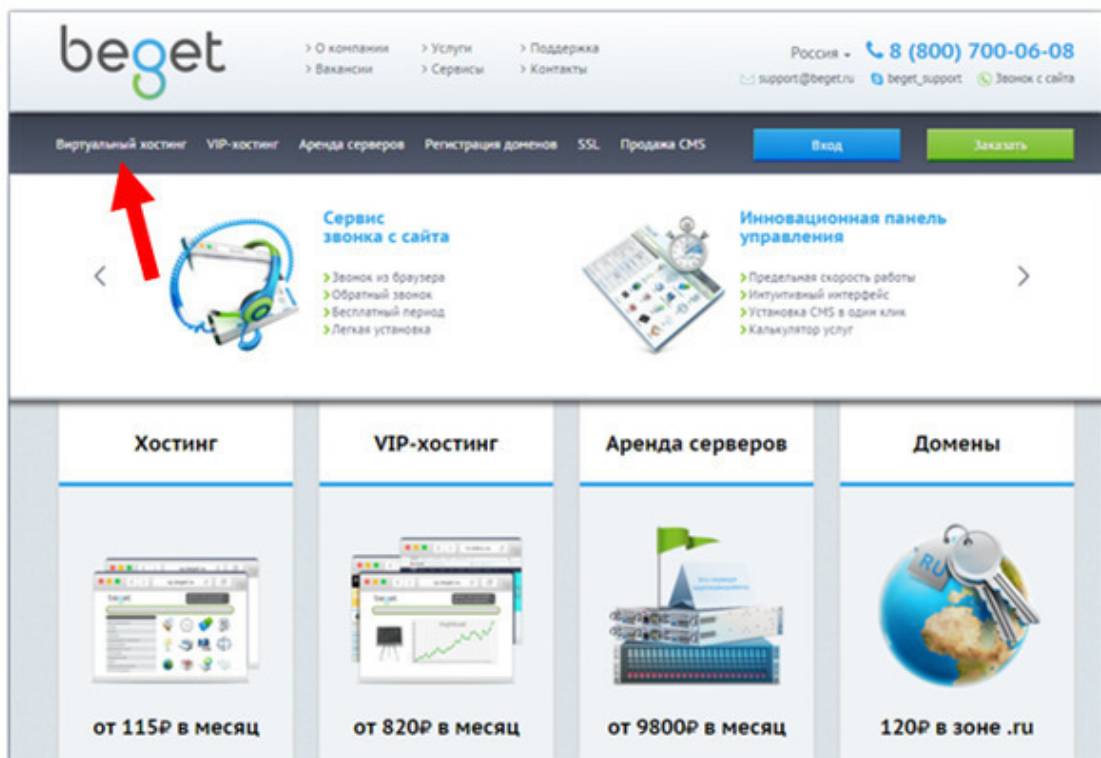 beget
> О компании
> Услуги
> Поддержка
> Вакансии
> Сервисы
> Контакты
Россия
8 (800) 700-06-08
support@beget.ru
beget_support
Звонок с сайта
Виртуальный хостинг
VIP-хостинг
Аренда серверов
Регистрация доменов
SSL
Продажа CMS
Вход
Заказать
Сервис
звонка с сайта
Звонок из браузера
Обратный звонок
Бесплатный период
Легкая установка
Инновационная панель
управления
Предельная скорость работы
Интуитивный интерфейс
Установка CMS в один клик
Калькулятор услуг
Хостинг
VIP-хостинг
Аренда серверов
Домены
beget
beget
RU
от 115₽ в месяц
от 820₽ в месяц
от 9800₽ в месяц
120₽ в зоне .ru